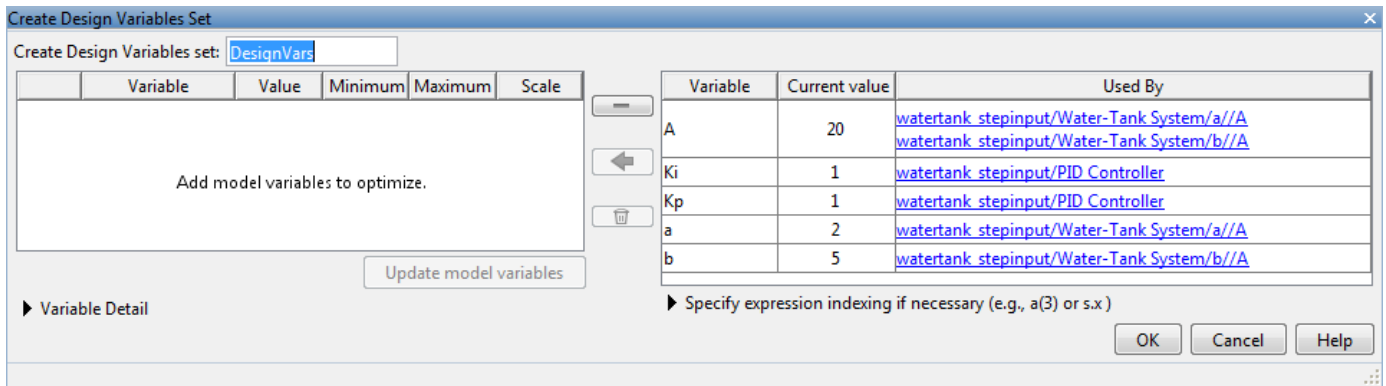 Create Design Variables Set
Create Design Variables set: DesignVars
Variable Value Minimum Maximum Scale
Add model variables to optimize.
Update model variables
Variable Detail
Variable Current value Used By
A 20 watertank_stepinput/Water-Tank System/a//A
watertank_stepinput/Water-Tank System/b//A
Ki 1 watertank_stepinput/PID Controller
Kp 1 watertank_stepinput/PID Controller
a 2 watertank_stepinput/Water-Tank System/a//A
b 5 watertank_stepinput/Water-Tank System/b//A
Specify expression indexing if necessary (e.g., a(3) or s.x )
OK Cancel Help